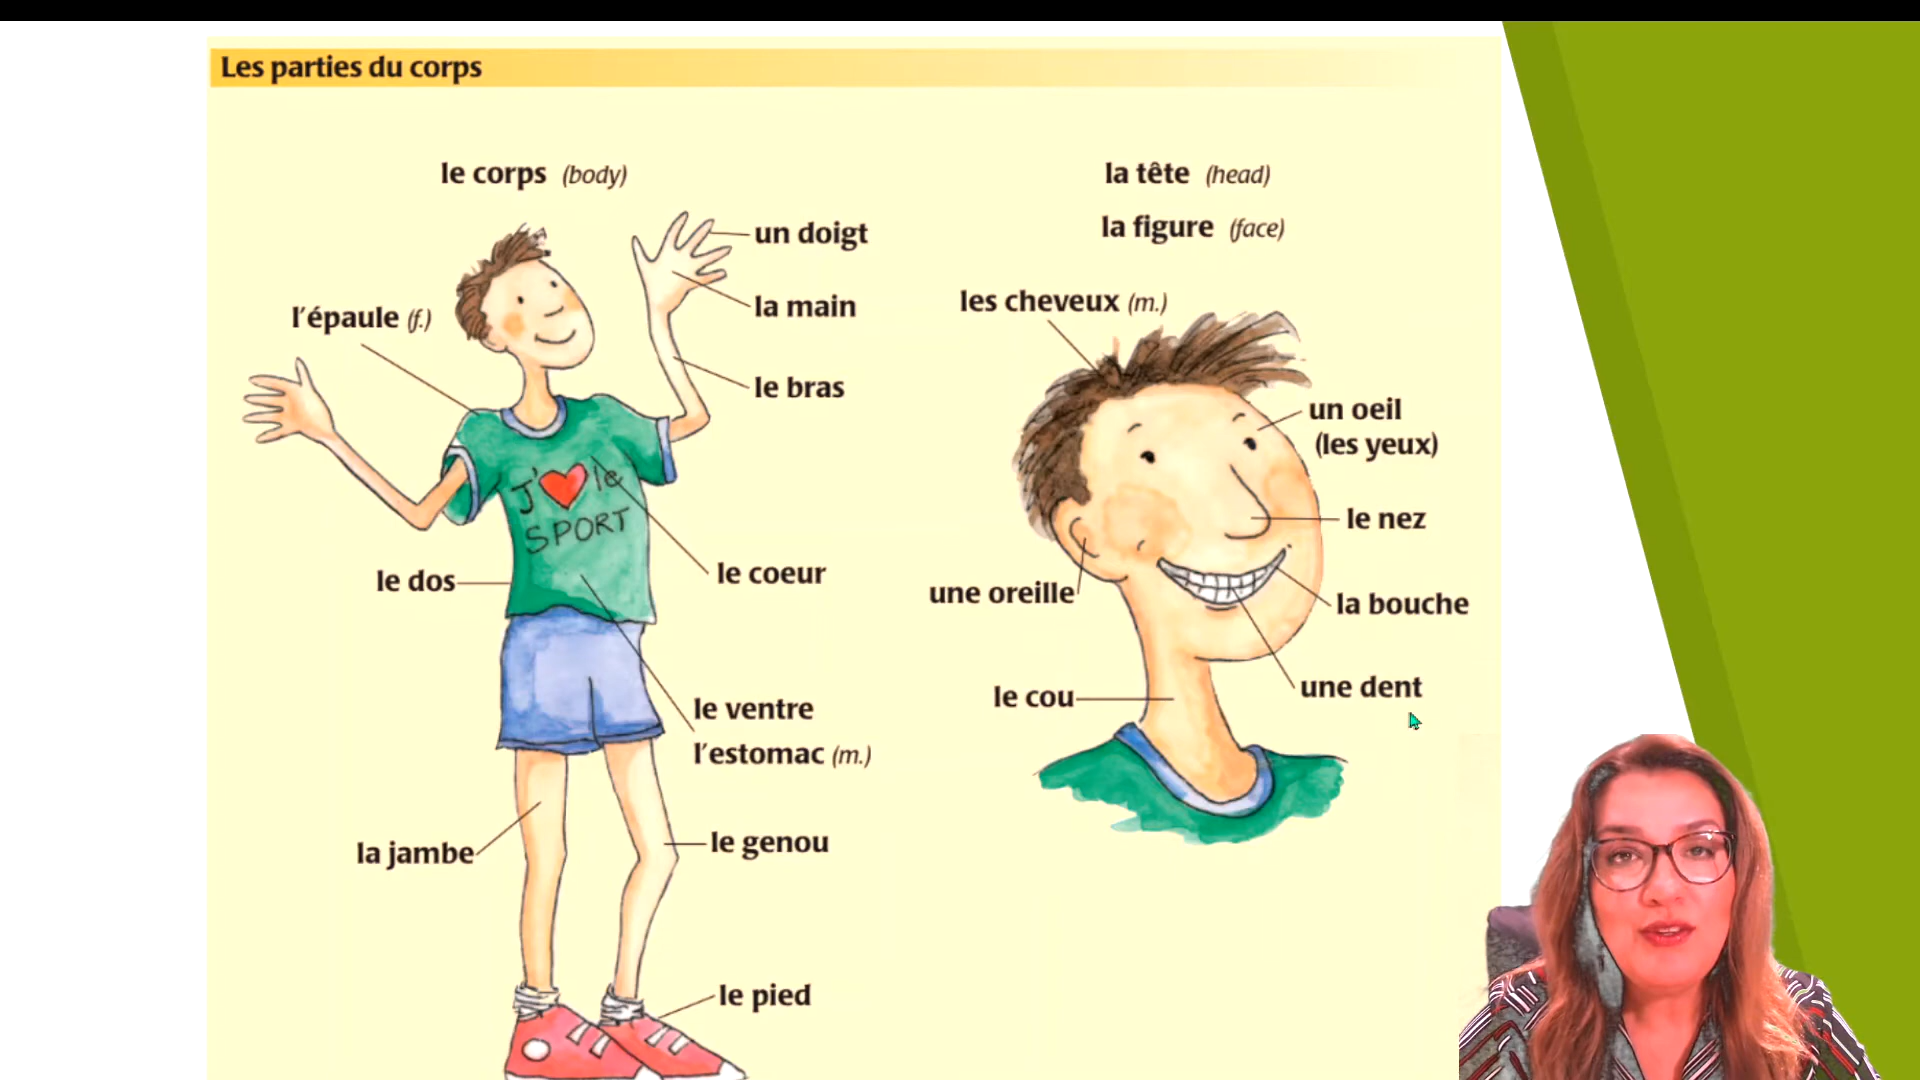 Les parties du corps
le corps (body)
un doigt
la main
l'épaule (f.)
le bras
J'❤ le
SPORT
le dos
le coeur
le ventre
l'estomac (m.)
la jambe
le genou
le pied
la tête (head)
la figure (face)
les cheveux (m.)
un oeil
(les yeux)
le nez
une oreille
la bouche
une dent
le cou